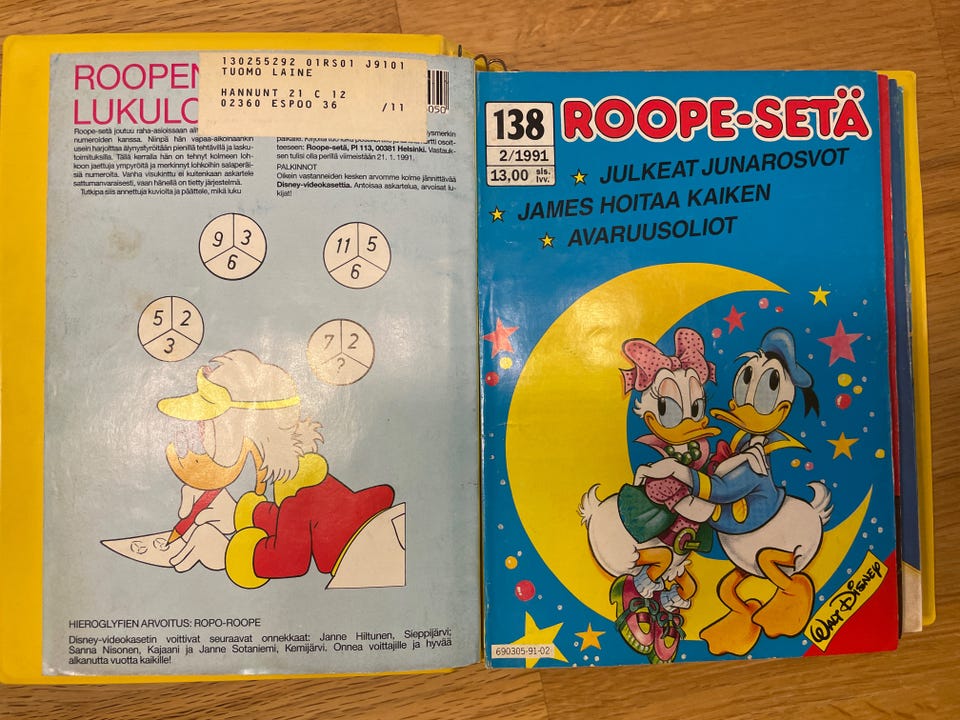 ROOPEN
LUKULO
130255292 01RS01 J9101
TUOMO LAINE
HANNUNT 21 C 12
02360 ESPOO 36 /11
Roope-setä joutuu raha-asioissaan
numeroiden kanssa. Niinpä hän vapaa-aikoinaankin
usein harjoittaa älynystyröitään pienillä tehtävillä ja lasku-
toimituksilla. Tällä kerralla hän on tehnyt kolmeen loh-
koon jaettuja ympyröitä ja merkinnyt lohkoihin salaperäi-
siä numeroita. Vanha visukinttu ei kuitenkaan askartele
sattumanvaraisesti, vaan hänellä on tietty järjestelmä.
Tutkipa siis annettuja kuvioita ja päättele, mikä luku
teeseen: Roope-setä, Pl 113, 00381 Helsinki. Vastauk-
sen tulisi olla perillä viimeistään 21. 1. 1991.
PALKINNOT
Oikein vastanneiden kesken arvomme kolme jännittävää
Disney-videokasettia. Antoisaa askartelua, arvoisat lu-
kijat!
9 3
6
11 5
6
5 2
3
7 2
?
HIEROGLYFIEN ARVOITUS: ROPO-ROOPE
Disney-videokasetin voittivat seuraavat onnekkaat: Janne Hiltunen, Sieppijärvi;
Sanna Nisonen, Kajaani ja Janne Sotaniemi, Kemijärvi. Onnea voittajille ja hyvää
alkanutta vuotta kaikille!
138
2/1991
13,00 sis. lvv.
ROOPE-SETÄ
JULKEAT JUNAROSVOT
JAMES HOITAA KAIKEN
AVARUUSOLIOT
WALT DISNEY
690305-91-02